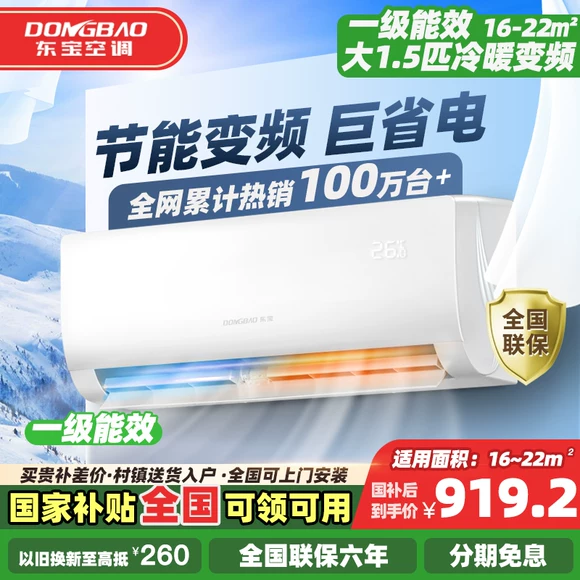 DONGBAO
东宝空调
一级能效 16-22m²
大1.5匹冷暖变频
节能变频 巨省电
全网累计热销100万台+
26℃
DONGBAO 东宝
全国
联保
一级能效
买贵补差价·村镇送货入户·全国可上门安装
国家补贴 全国 可领可用
适用面积：16~22m²
国补后
到手价 ¥919.2
以旧换新至高抵 ¥260
全国联保六年
分期免息